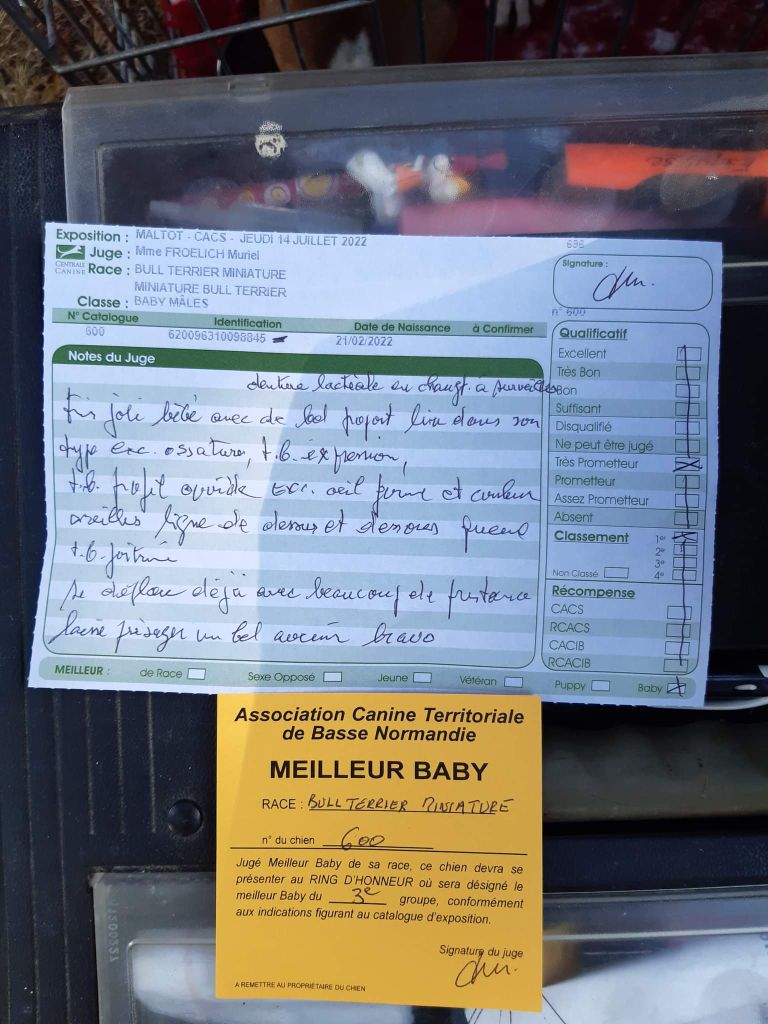 Exposition : MALTOT - CACS - JEUDI 14 JUILLET 2022
696
CENTRALE CANINE
Juge : Mme FROELICH Muriel
Race : BULL TERRIER MINIATURE
MINIATURE BULL TERRIER
Classe : BABY MÂLES
Signature :
n° 600
N° Catalogue Identification Date de Naissance à Confirmer
600 620096310098845 21/02/2022
Notes du Juge
denture lactéale en changt. à surveiller
Très joli bébé avec de bel proport bien dans son
type exc. ossature, t.b. expression,
t.b. profil ovoïde exc. oeil forme et couleur
oreilles ligne de dessus et dessous queue
t.b. poitrine
se déplace déjà avec beaucoup de prestance
laisse présager un bel avenir bravo
Qualificatif
Excellent
Très Bon
Bon
Suffisant
Disqualifié
Ne peut être jugé
Très Prometteur
Prometteur
Assez Prometteur
Absent
Classement 1er
2e
3e
Non Classé 4e
Récompense
CACS
RCACS
CACIB
RCACIB
MEILLEUR : de Race Sexe Opposé Jeune Vétéran Puppy Baby
Association Canine Territoriale
de Basse Normandie
MEILLEUR BABY
RACE : BULL TERRIER MINIATURE
n° du chien 600
Jugé Meilleur Baby de sa race, ce chien devra se
présenter au RING D'HONNEUR où sera désigné le
meilleur Baby du 3e groupe, conformément
aux indications figurant au catalogue d'exposition.
Signature du juge
A REMETTRE AU PROPRIÉTAIRE DU CHIEN